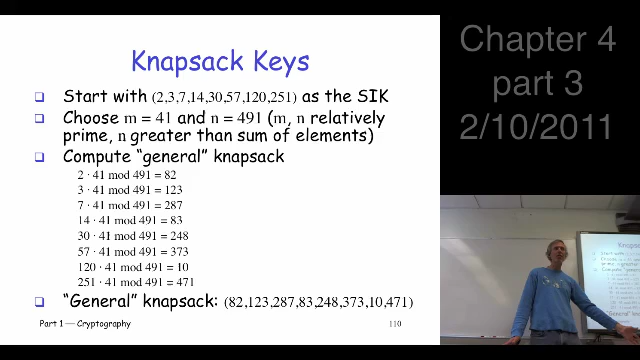 Knapsack Keys
Start with (2,3,7,14,30,57,120,251) as the SIK
Choose m = 41 and n = 491 (m, n relatively
prime, n greater than sum of elements)
Compute “general” knapsack
2 · 41 mod 491 = 82
3 · 41 mod 491 = 123
7 · 41 mod 491 = 287
14 · 41 mod 491 = 83
30 · 41 mod 491 = 248
57 · 41 mod 491 = 373
120 · 41 mod 491 = 10
251 · 41 mod 491 = 471
“General” knapsack: (82,123,287,83,248,373,10,471)
Part 1 — Cryptography
110
Chapter 4
part 3
2/10/2011